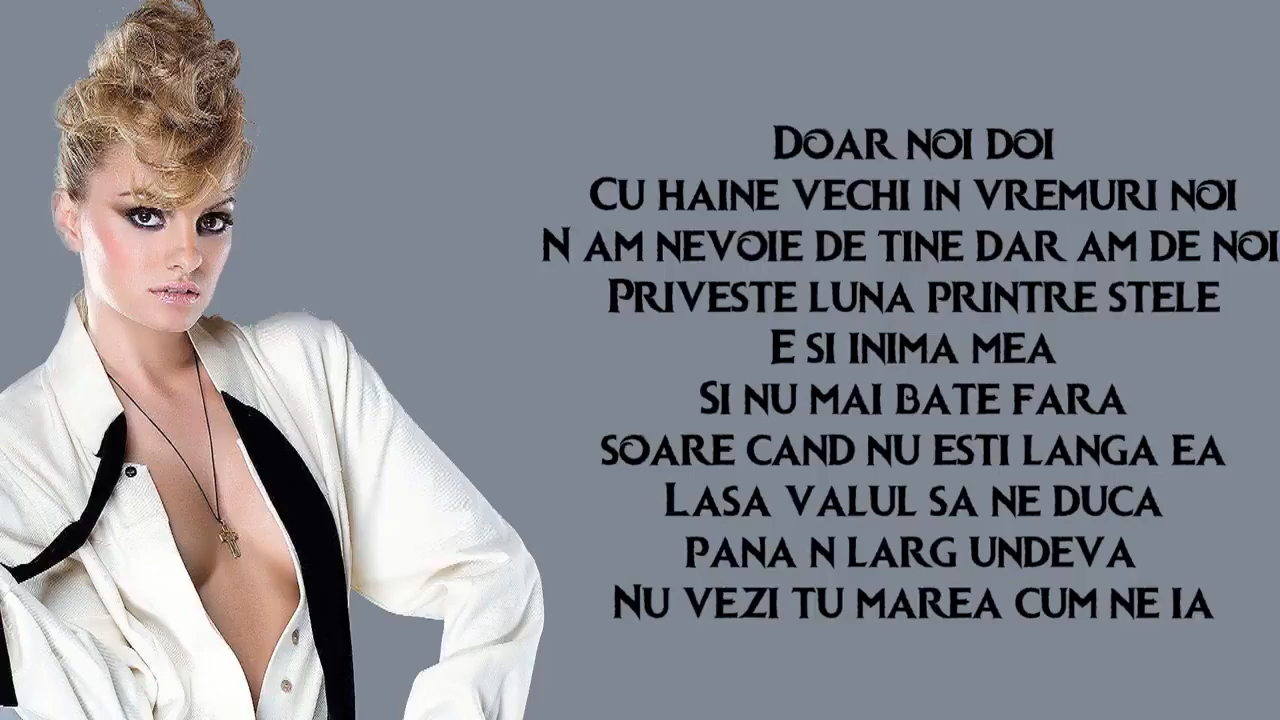 Doar noi doi
Cu haine vechi in vremuri noi
N am nevoie de tine dar am de noi
Priveste luna printre stele
E si inima mea
Si nu mai bate fara
soare cand nu esti langa ea
Lasa valul sa ne duca
pana n larg undeva
Nu vezi tu marea cum ne ia